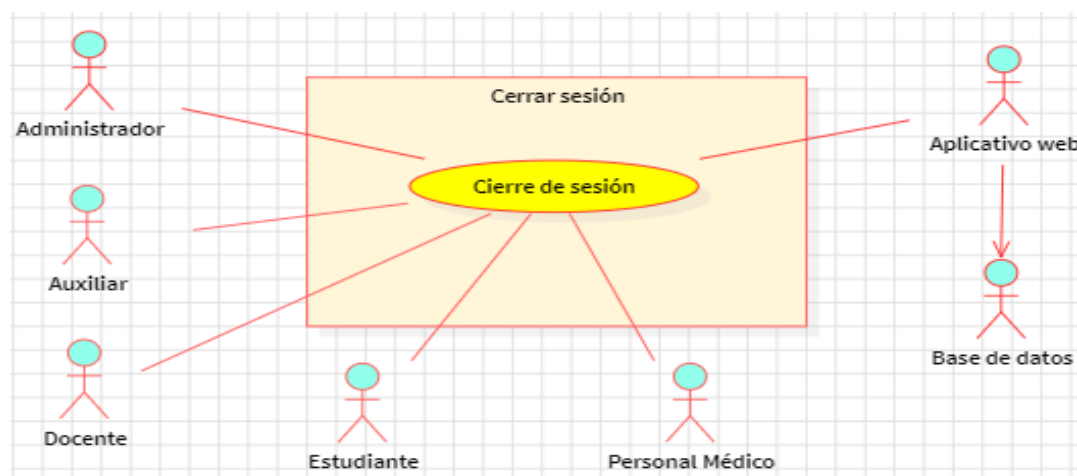 Cerrar sesión
Administrador
Aplicativo web
Cierre de sesión
Auxiliar
Base de datos
Docente
Estudiante
Personal Médico